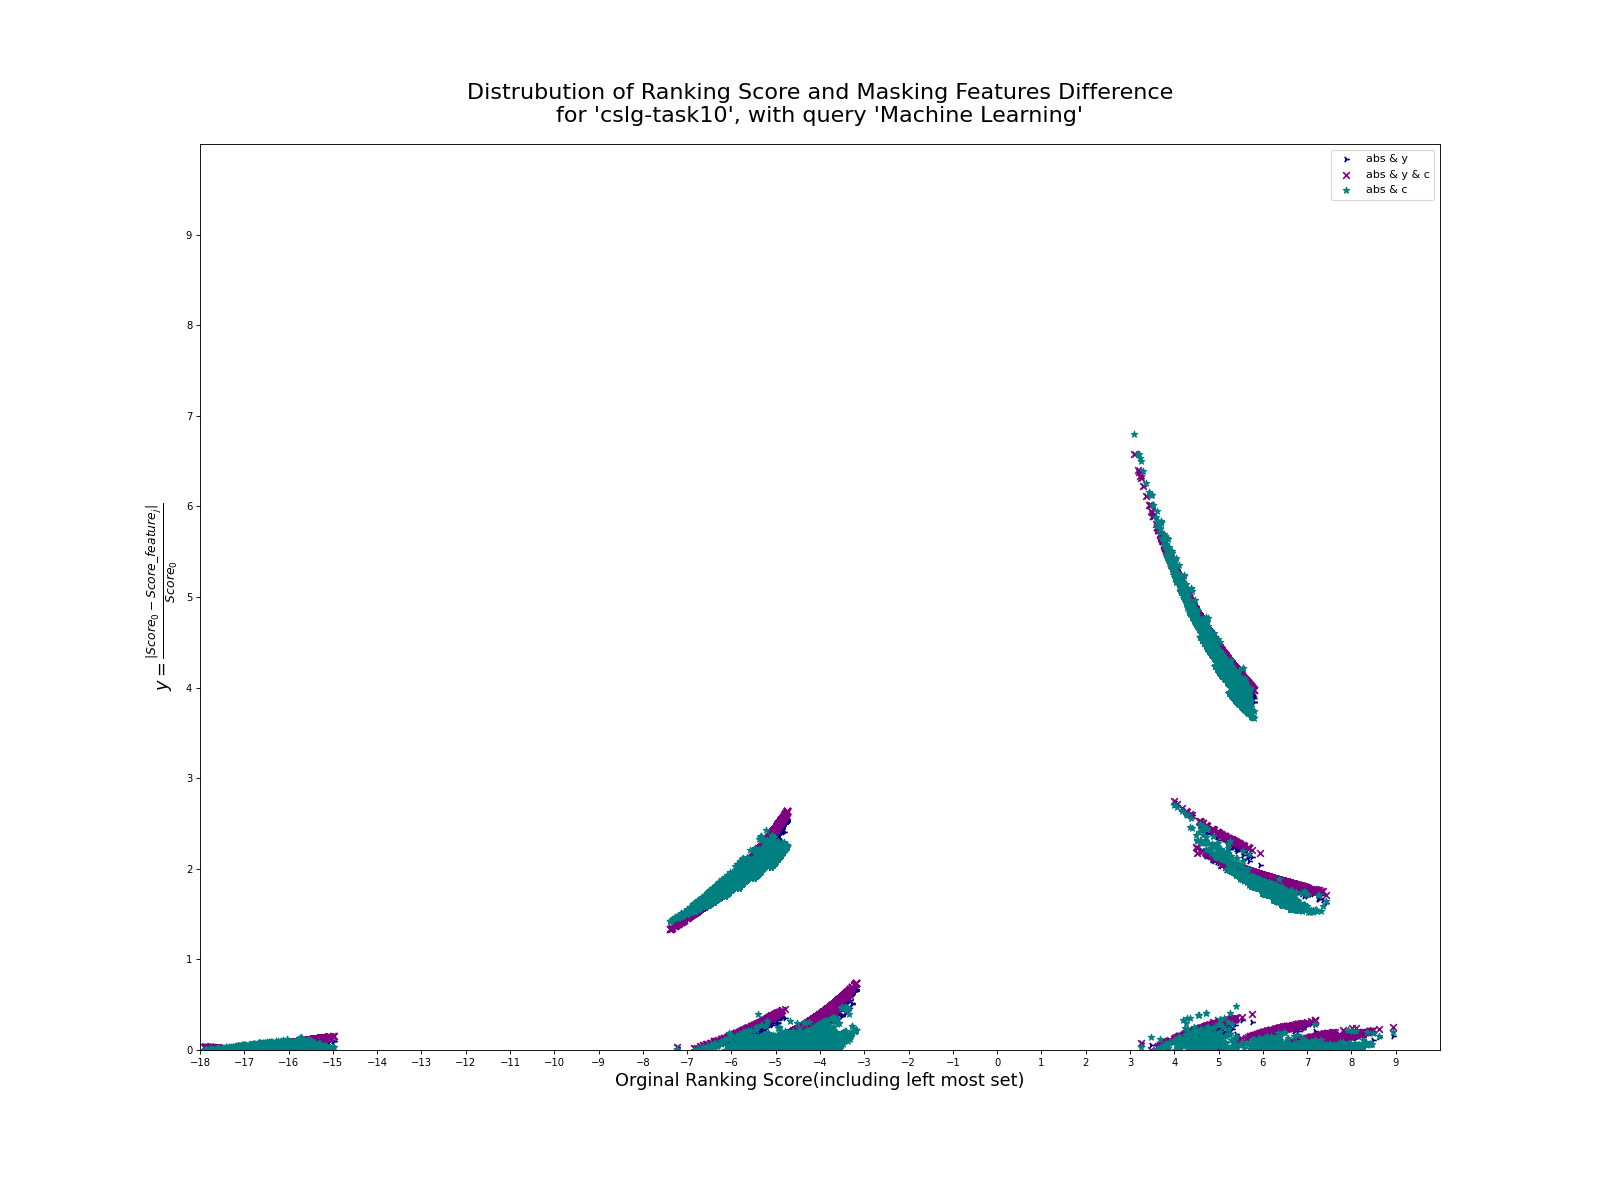 Distrubution of Ranking Score and Masking Features Difference
for 'cslg-task10', with query 'Machine Learning'
abs & y
abs & y & c
abs & c
9
8
7
6
5
4
3
2
1
0
y = |Score_0 − Score_feature_j| / Score_0
−18 −17 −16 −15 −14 −13 −12 −11 −10 −9 −8 −7 −6 −5 −4 −3 −2 −1 0 1 2 3 4 5 6 7 8 9
Orginal Ranking Score(including left most set)